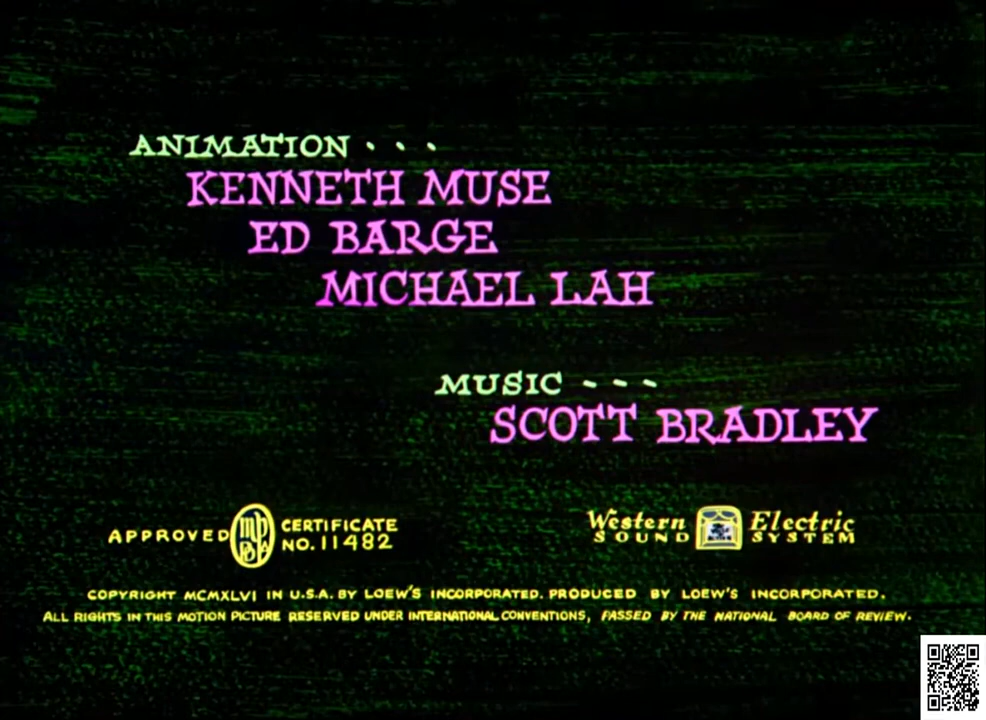 ANIMATION . . .
KENNETH MUSE
ED BARGE
MICHAEL LAH
MUSIC - - -
SCOTT BRADLEY
APPROVED MPPDA CERTIFICATE NO. 11482
Western Electric
SOUND SYSTEM
COPYRIGHT MCMXLVI IN U.S.A. BY LOEW'S INCORPORATED. PRODUCED BY LOEW'S INCORPORATED.
ALL RIGHTS IN THIS MOTION PICTURE RESERVED UNDER INTERNATIONAL CONVENTIONS, PASSED BY THE NATIONAL BOARD OF REVIEW.